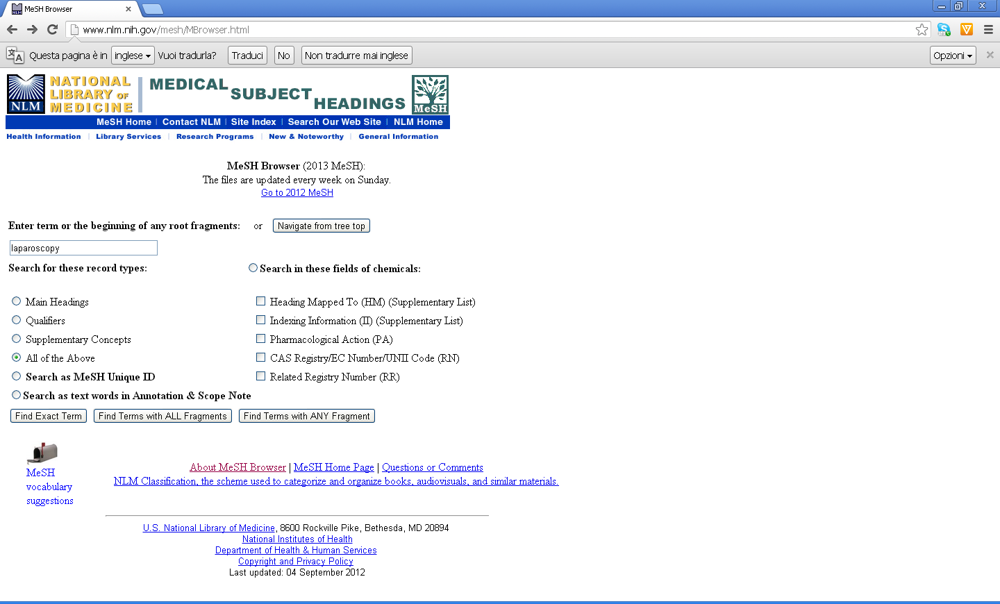 MeSH Browser
www.nlm.nih.gov/mesh/MBrowser.html
Questa pagina è in inglese Vuoi tradurla? Traduci No Non tradurre mai inglese Opzioni
NLM NATIONAL LIBRARY OF MEDICINE
MEDICAL SUBJECT HEADINGS MeSH
MeSH Home | Contact NLM | Site Index | Search Our Web Site | NLM Home
Health Information | Library Services | Research Programs | New & Noteworthy | General Information
MeSH Browser (2013 MeSH):
The files are updated every week on Sunday.
Go to 2012 MeSH
Enter term or the beginning of any root fragments: or Navigate from tree top
laparoscopy
Search for these record types: Search in these fields of chemicals:
Main Headings Heading Mapped To (HM) (Supplementary List)
Qualifiers Indexing Information (II) (Supplementary List)
Supplementary Concepts Pharmacological Action (PA)
All of the Above CAS Registry/EC Number/UNII Code (RN)
Search as MeSH Unique ID Related Registry Number (RR)
Search as text words in Annotation & Scope Note
Find Exact Term Find Terms with ALL Fragments Find Terms with ANY Fragment
MeSH
vocabulary
suggestions
About MeSH Browser | MeSH Home Page | Questions or Comments
NLM Classification, the scheme used to categorize and organize books, audiovisuals, and similar materials.
U.S. National Library of Medicine, 8600 Rockville Pike, Bethesda, MD 20894
National Institutes of Health
Department of Health & Human Services
Copyright and Privacy Policy
Last updated: 04 September 2012